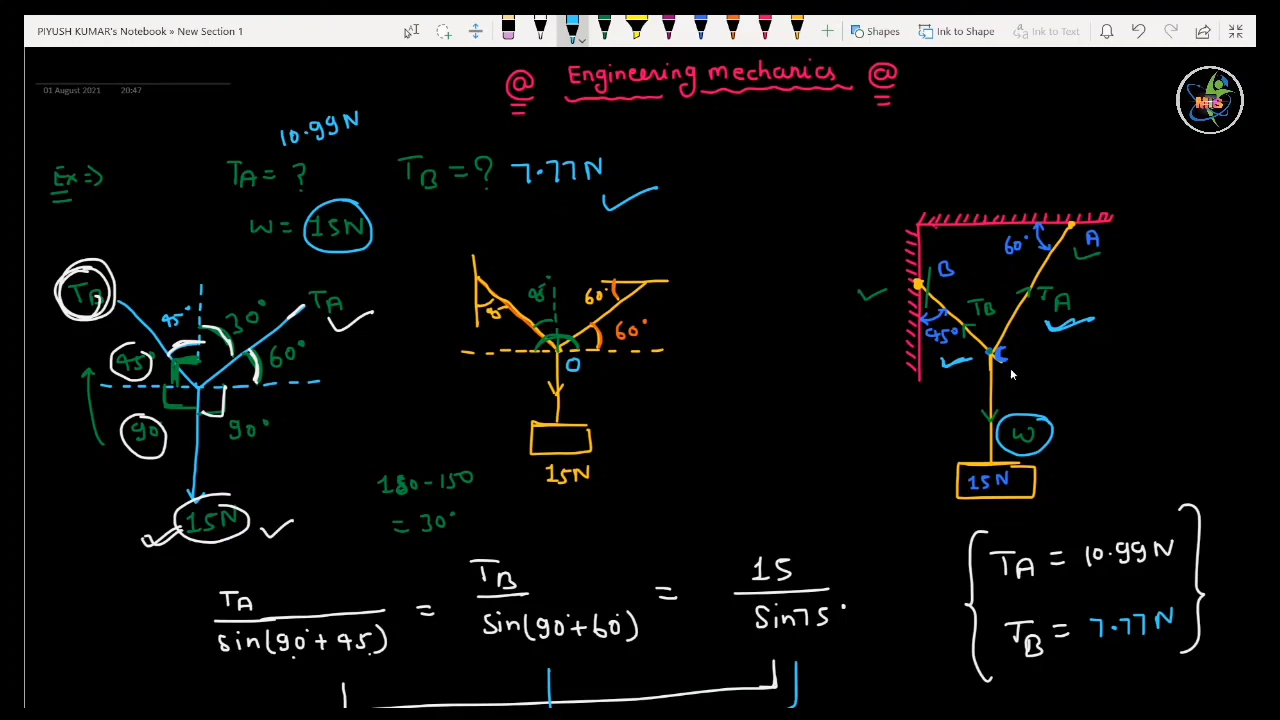 PIYUSH KUMAR's Notebook » New Section 1
Shapes
Ink to Shape
Ink to Text
01 August 2021 20:47
@ Engineering mechanics @
MIS
10.99N
Ex⇒ TA = ? TB = ? 7.77N
W = 15N
TB 45° 30° TA
45° 60°
90 90°
15N
45° 60°
45 60°
O
15N
180-150
= 30°
60° A
B
TB TA
45° C
W
15N
TA/sin(90°+45) = TB/sin(90°+60) = 15/Sin75°
TA = 10.99N
TB = 7.77N